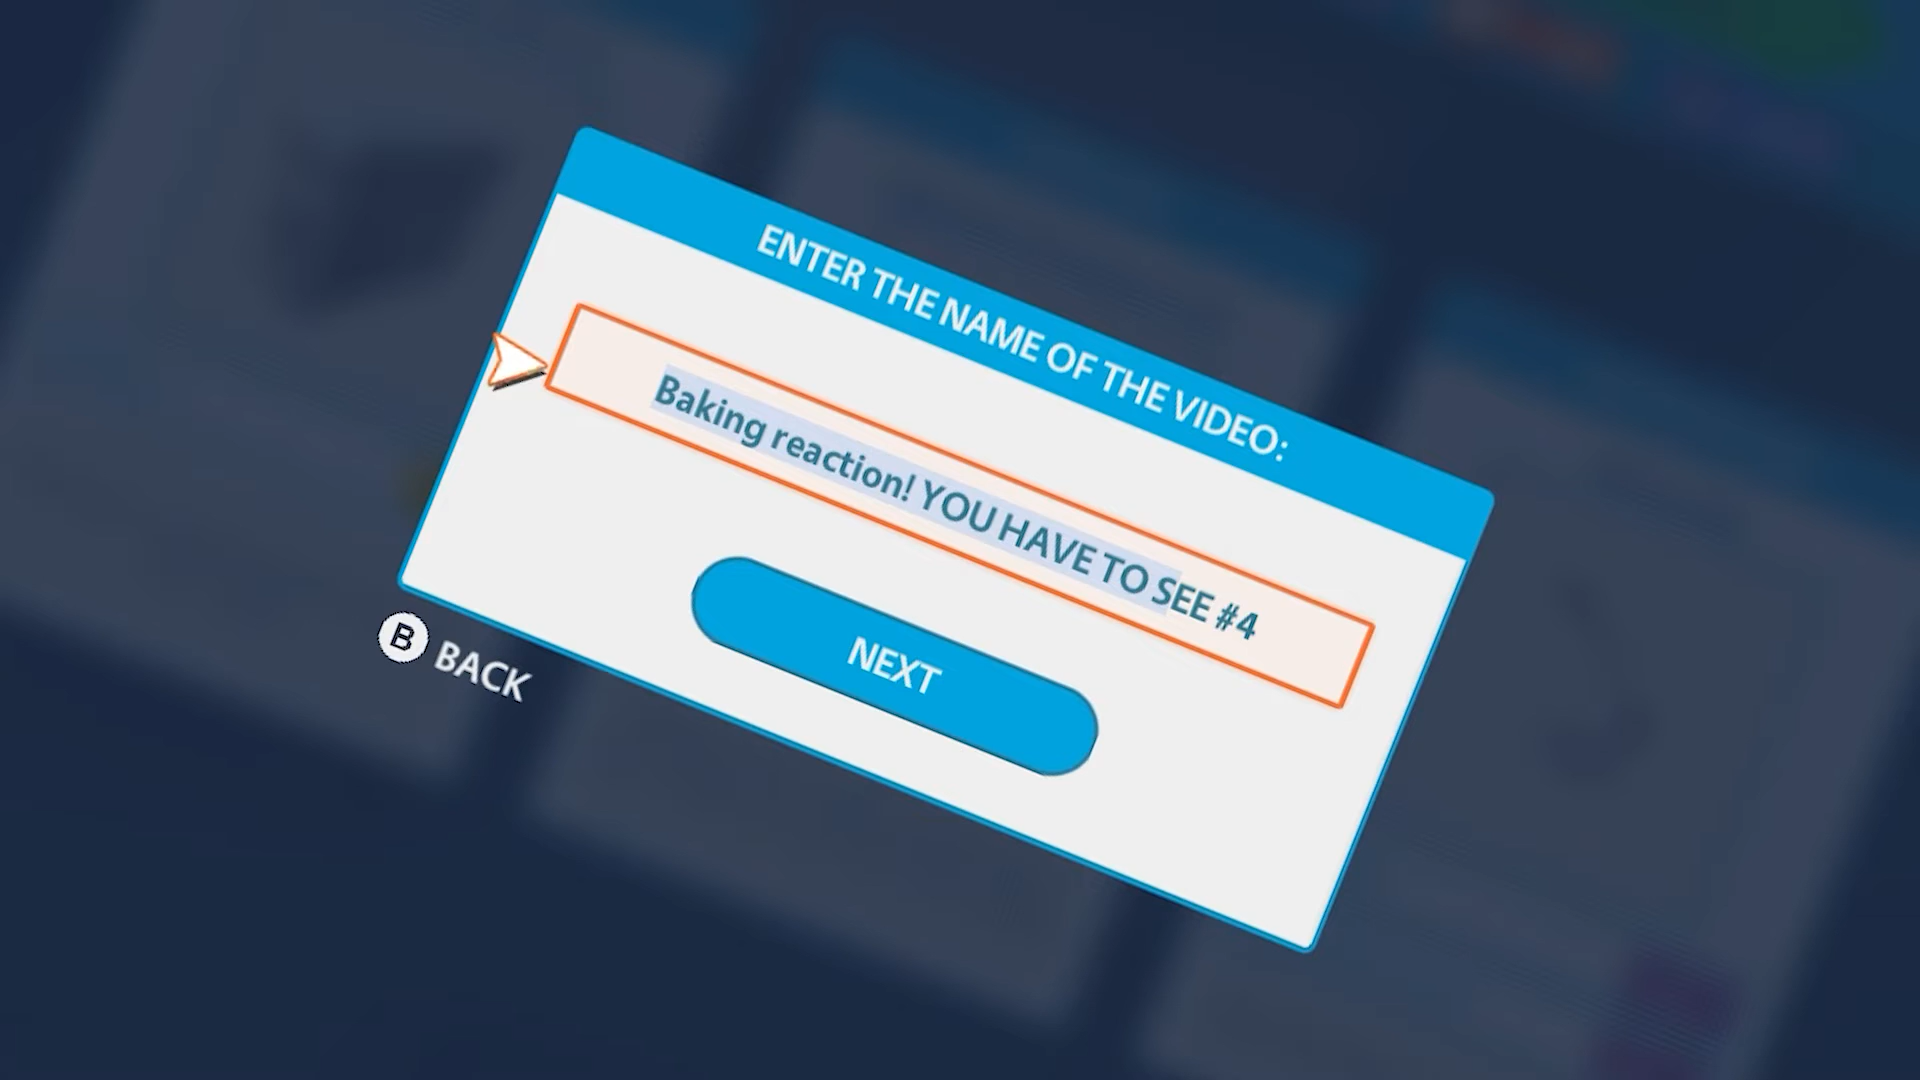 ENTER THE NAME OF THE VIDEO:
Baking reaction! YOU HAVE TO SEE #4
NEXT
B BACK